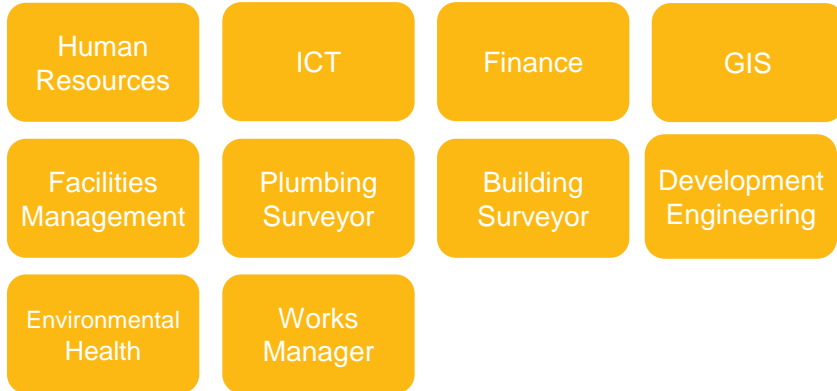 Human
Resources
ICT
Finance
GIS
Facilities
Management
Plumbing
Surveyor
Building
Surveyor
Development
Engineering
Environmental
Health
Works
Manager